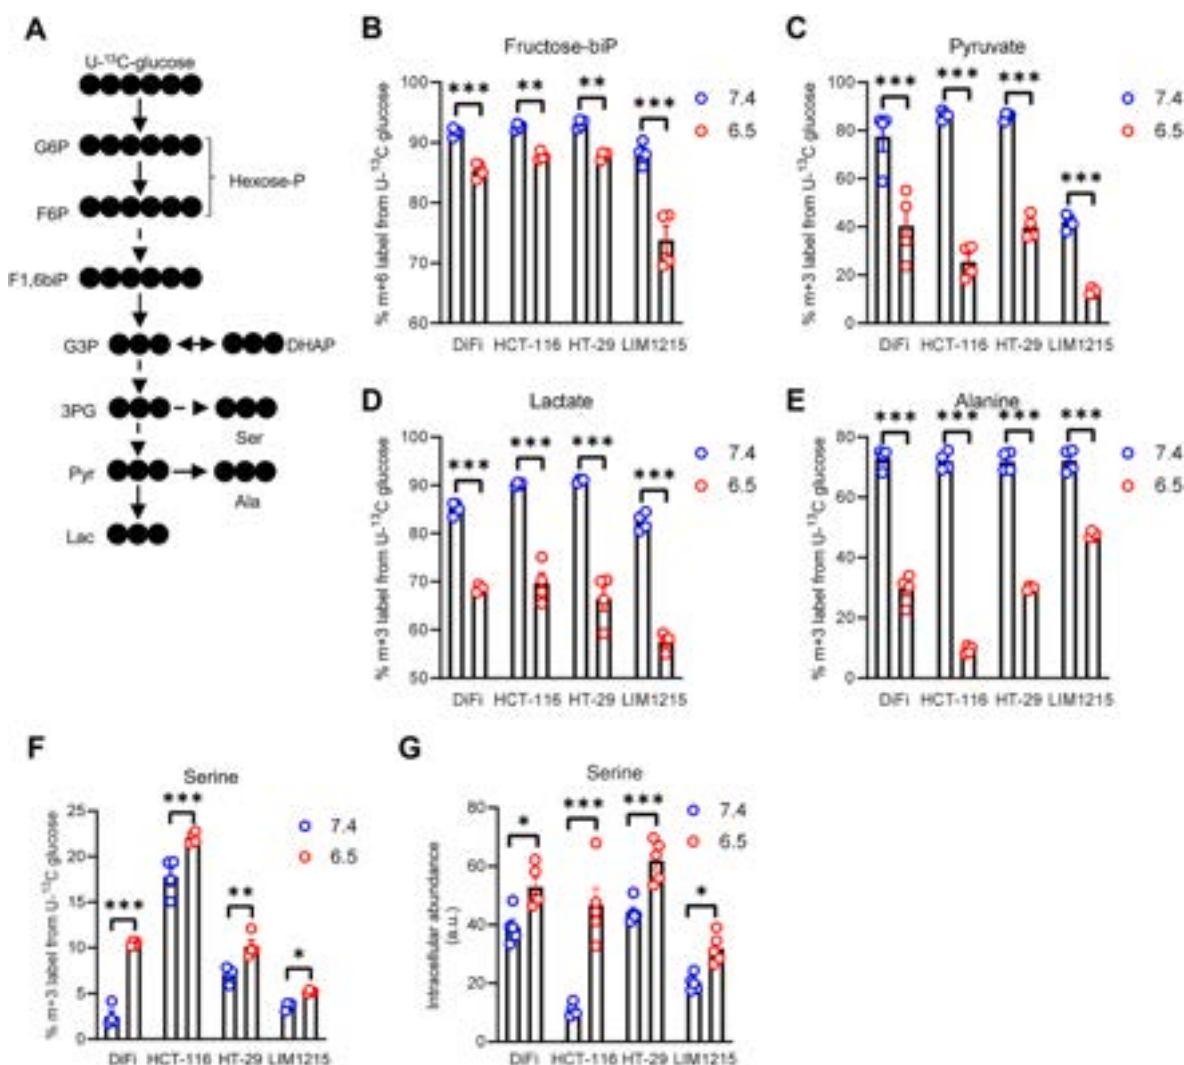 A
U-¹³C-glucose
G6P
Hexose-P
F6P
F1,6biP
G3P
DHAP
3PG
Ser
Pyr
Ala
Lac
B
Fructose-biP
*** ** ** ***
7.4
6.5
% m+6 label from U-¹³C glucose
100
90
80
70
60
DiFi HCT-116 HT-29 LIM1215
C
Pyruvate
*** *** *** ***
7.4
6.5
% m+3 label from U-¹³C glucose
100
80
60
40
20
0
DiFi HCT-116 HT-29 LIM1215
D
Lactate
*** *** *** ***
7.4
6.5
% m+3 label from U-¹³C glucose
100
90
80
70
60
50
DiFi HCT-116 HT-29 LIM1215
E
Alanine
*** *** *** ***
7.4
6.5
% m+3 label from U-¹³C glucose
80
60
40
20
0
DiFi HCT-116 HT-29 LIM1215
F
Serine
*** *** ** *
7.4
6.5
% m+3 label from U-¹³C glucose
25
20
15
10
5
0
DiFi HCT-116 HT-29 LIM1215
G
Serine
* *** *** *
7.4
6.5
Intracellular abundance
(a.u.)
80
60
40
20
0
DiFi HCT-116 HT-29 LIM1215